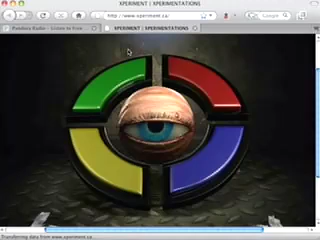 XPERIMENT | XPERIMENTATIONS
http://www.xperiment.ca/
Google
Pandora Radio - Listen to Free ...
XPERIMENT | XPERIMENTATIONS
Transferring data from www.xperiment.ca...